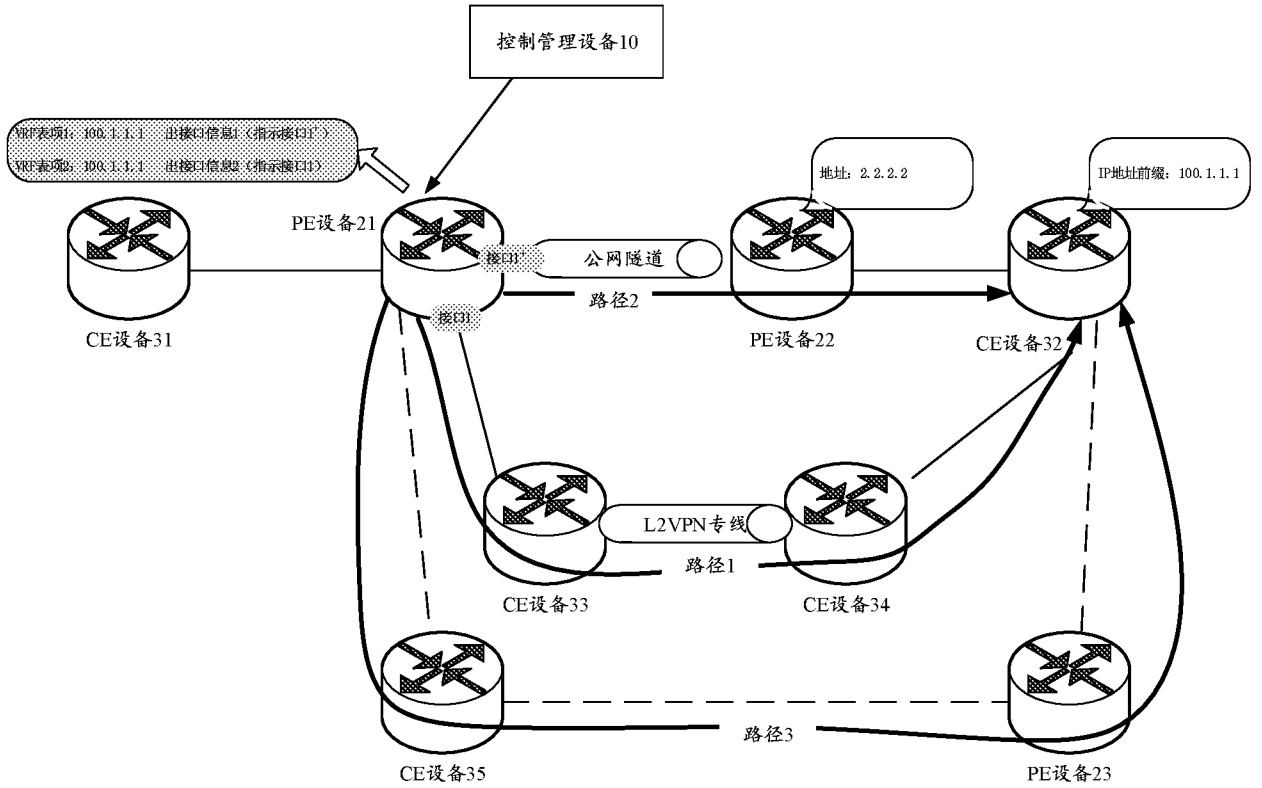 控制管理设备10
VRF表项1：100.1.1.1 出接口信息1（指示接口1'）
VRF表项2：100.1.1.1 出接口信息2（指示接口1）
地址：2.2.2.2
IP地址前缀：100.1.1.1
PE设备21
接口1'
公网隧道
路径2
接口1
CE设备31
PE设备22
CE设备32
L2VPN专线
路径1
CE设备33
CE设备34
路径3
CE设备35
PE设备23